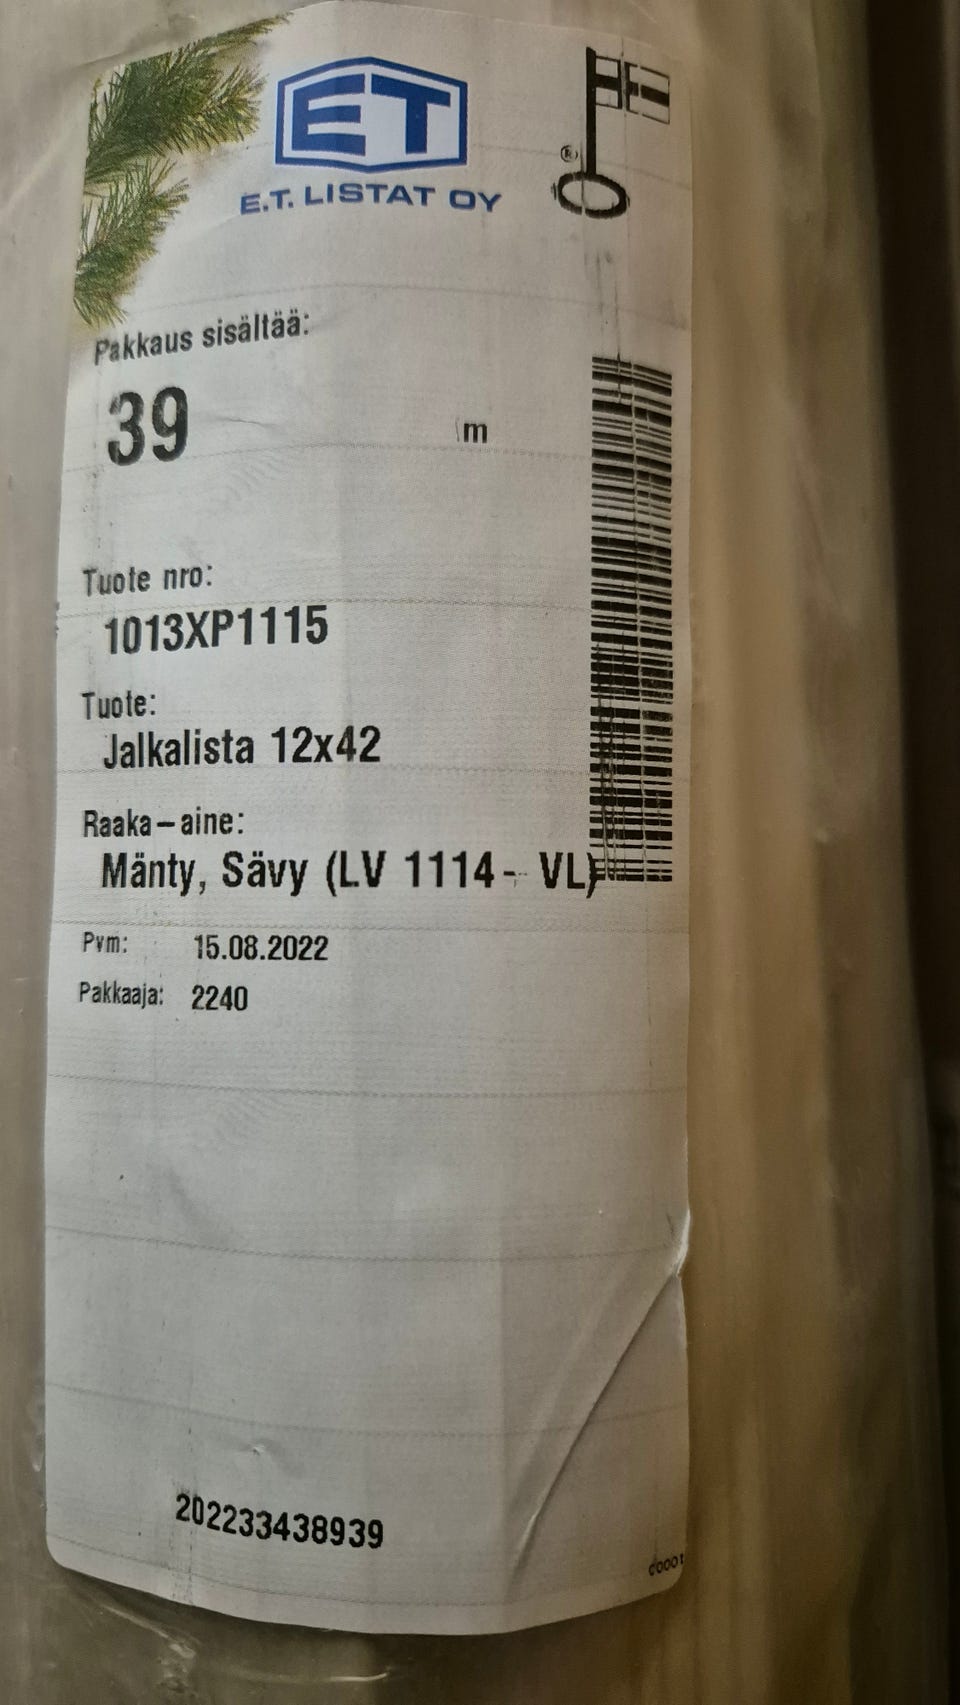 ET
E.T. LISTAT OY
®
Pakkaus sisältää:
39 m
Tuote nro:
1013XP1115
Tuote:
Jalkalista 12x42
Raaka-aine:
Mänty, Sävy (LV 1114- VL)
Pvm: 15.08.2022
Pakkaaja: 2240
202233438939